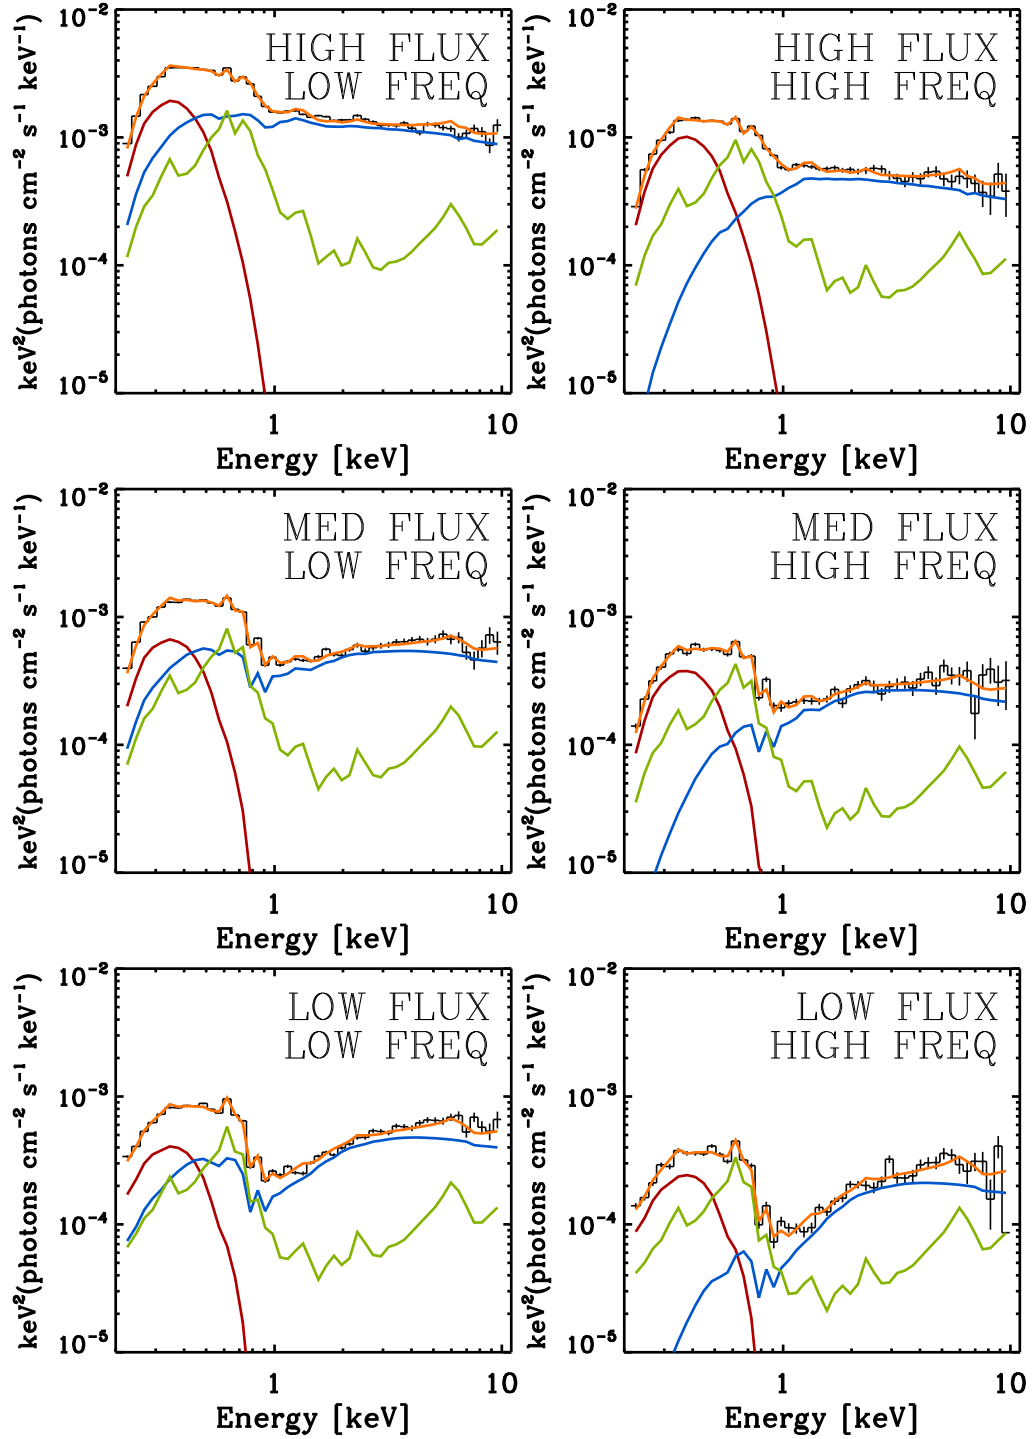 10⁻²
HIGH FLUX
LOW FREQ
10⁻³
10⁻⁴
10⁻⁵
keV²(photons cm⁻² s⁻¹ keV⁻¹)
1 10
Energy [keV]
10⁻²
HIGH FLUX
HIGH FREQ
10⁻³
10⁻⁴
10⁻⁵
keV²(photons cm⁻² s⁻¹ keV⁻¹)
1 10
Energy [keV]
10⁻²
MED FLUX
LOW FREQ
10⁻³
10⁻⁴
10⁻⁵
keV²(photons cm⁻² s⁻¹ keV⁻¹)
1 10
Energy [keV]
10⁻²
MED FLUX
HIGH FREQ
10⁻³
10⁻⁴
10⁻⁵
keV²(photons cm⁻² s⁻¹ keV⁻¹)
1 10
Energy [keV]
10⁻²
LOW FLUX
LOW FREQ
10⁻³
10⁻⁴
10⁻⁵
keV²(photons cm⁻² s⁻¹ keV⁻¹)
1 10
Energy [keV]
10⁻²
LOW FLUX
HIGH FREQ
10⁻³
10⁻⁴
10⁻⁵
keV²(photons cm⁻² s⁻¹ keV⁻¹)
1 10
Energy [keV]